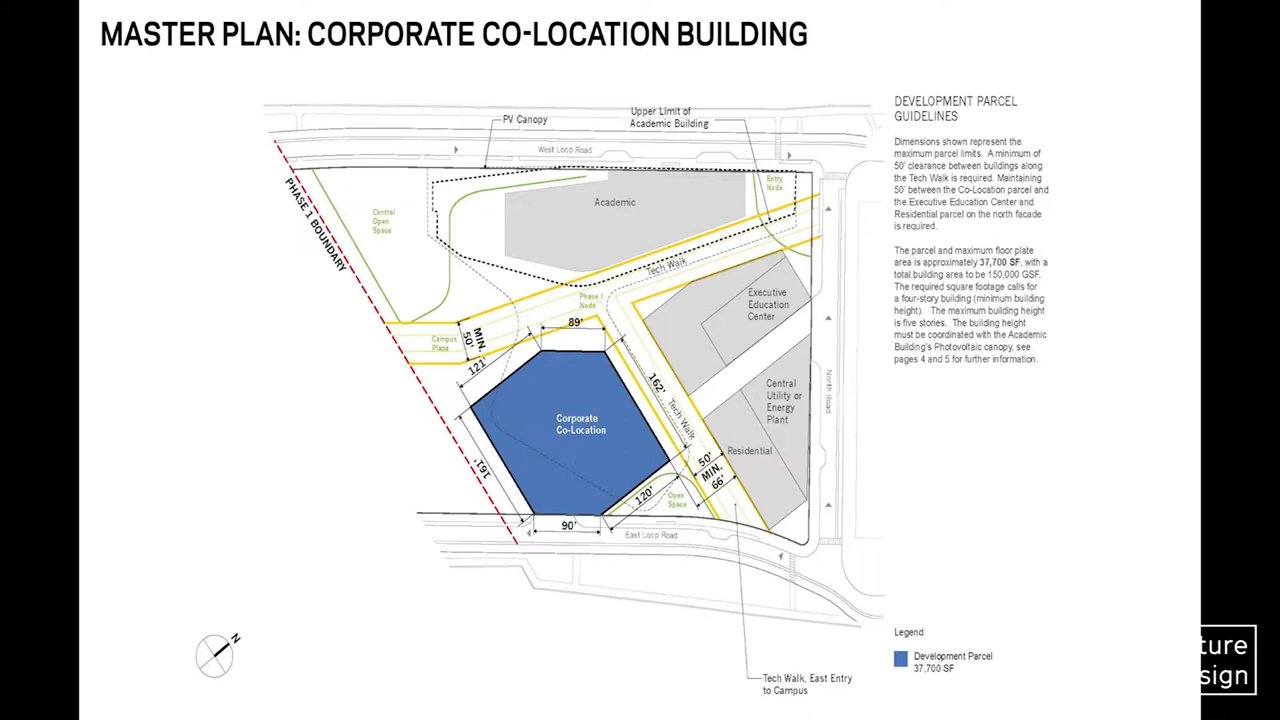 MASTER PLAN: CORPORATE CO-LOCATION BUILDING
PV Canopy
Upper Limit of
Academic Building
West Loop Road
PHASE 1 BOUNDARY
Central
Open
Space
Academic
Entry
Node
Tech Walk
Phase I
Node
Executive
Education
Center
Campus
Plaza
MIN.
50'
89'
121'
162'
Tech Walk
Corporate
Co-Location
Central
Utility or
Energy
Plant
North Road
Residential
161'
50'
MIN.
66'
120'
Open
Space
90'
East Loop Road
N
Tech Walk, East Entry
to Campus
DEVELOPMENT PARCEL
GUIDELINES
Dimensions shown represent the
maximum parcel limits. A minimum of
50' clearance between buildings along
the Tech Walk is required. Maintaining
50' between the Co-Location parcel and
the Executive Education Center and
Residential parcel on the north facade
is required.
The parcel and maximum floor plate
area is approximately 37,700 SF, with a
total building area to be 150,000 GSF.
The required square footage calls for
a four-story building (minimum building
height). The maximum building height
is five stories. The building height
must be coordinated with the Academic
Building's Photovoltaic canopy, see
pages 4 and 5 for further information.
Legend
Development Parcel
37,700 SF
ture
sign